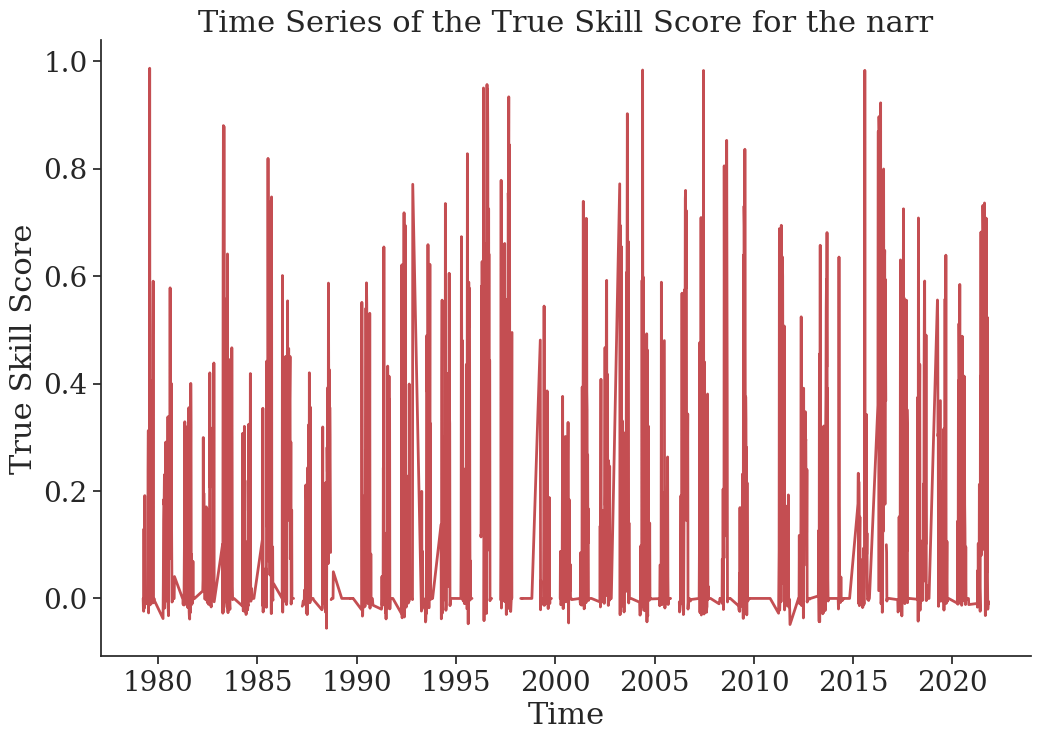 Time Series of the True Skill Score for the narr
True Skill Score
1.0
0.8
0.6
0.4
0.2
0.0
1980 1985 1990 1995 2000 2005 2010 2015 2020
Time